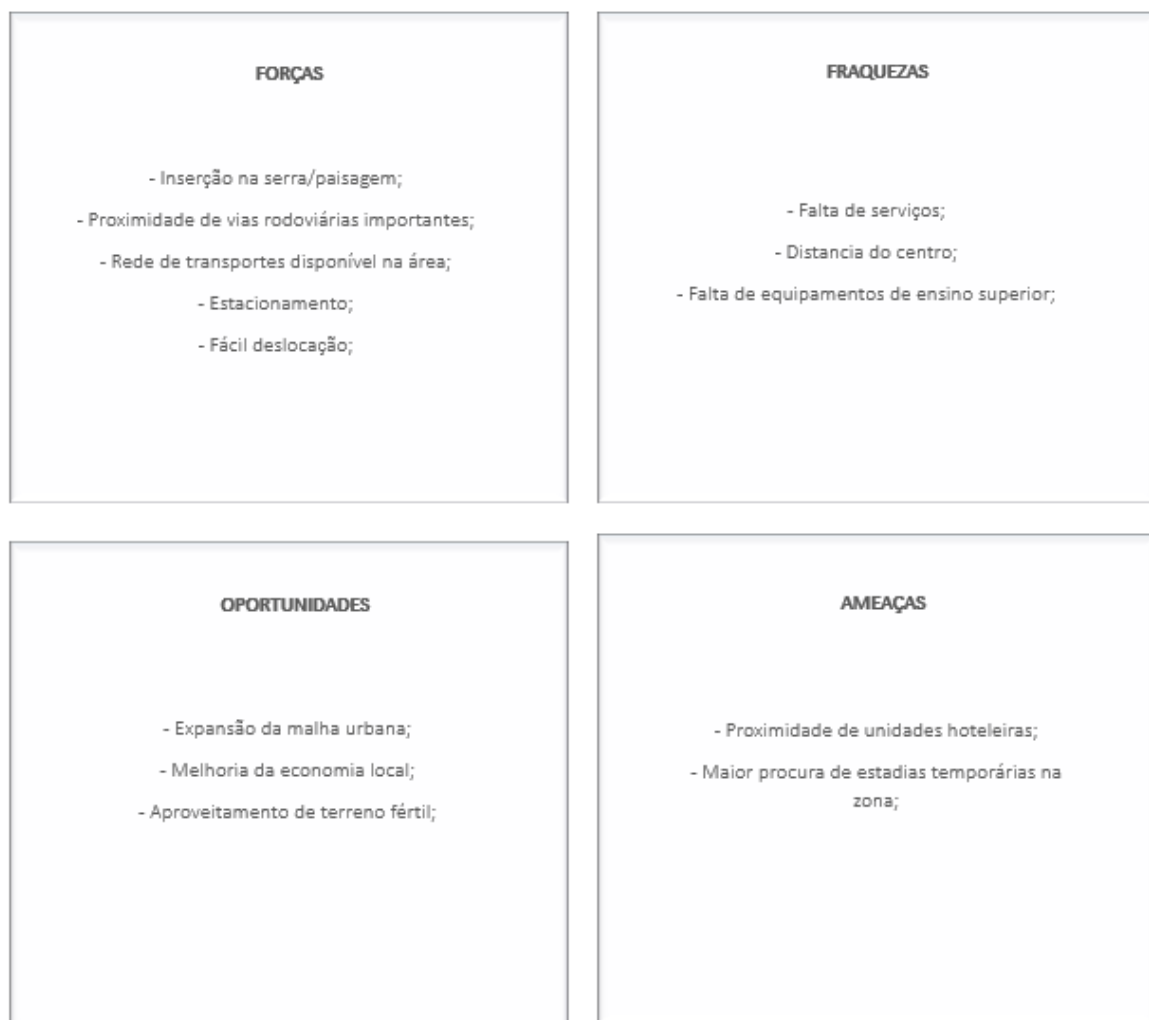 FORÇAS
- Inserção na serra/paisagem;
- Proximidade de vias rodoviárias importantes;
- Rede de transportes disponível na área;
- Estacionamento;
- Fácil deslocação;
FRAQUEZAS
- Falta de serviços;
- Distancia do centro;
- Falta de equipamentos de ensino superior;
OPORTUNIDADES
- Expansão da malha urbana;
- Melhoria da economia local;
- Aproveitamento de terreno fértil;
AMEAÇAS
- Proximidade de unidades hoteleiras;
- Maior procura de estadias temporárias na
zona;